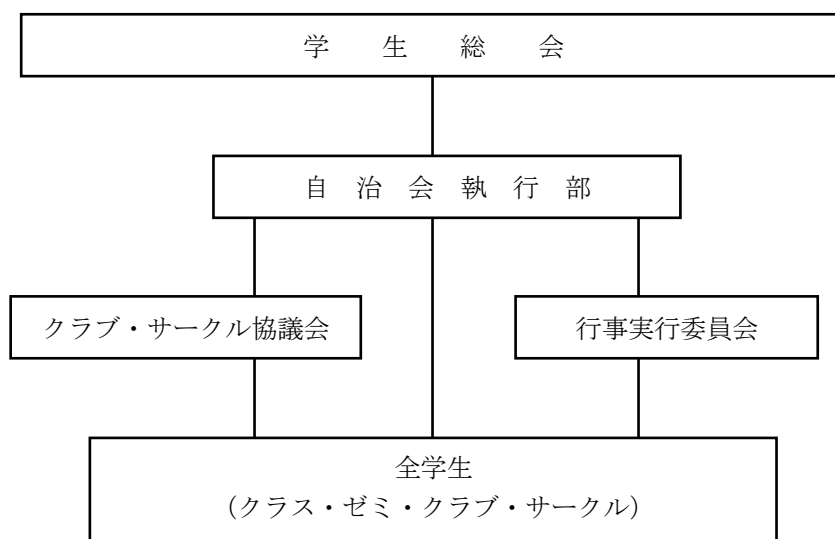 学生総会
自治会執行部
クラブ・サークル協議会
行事実行委員会
全学生
（クラス・ゼミ・クラブ・サークル）